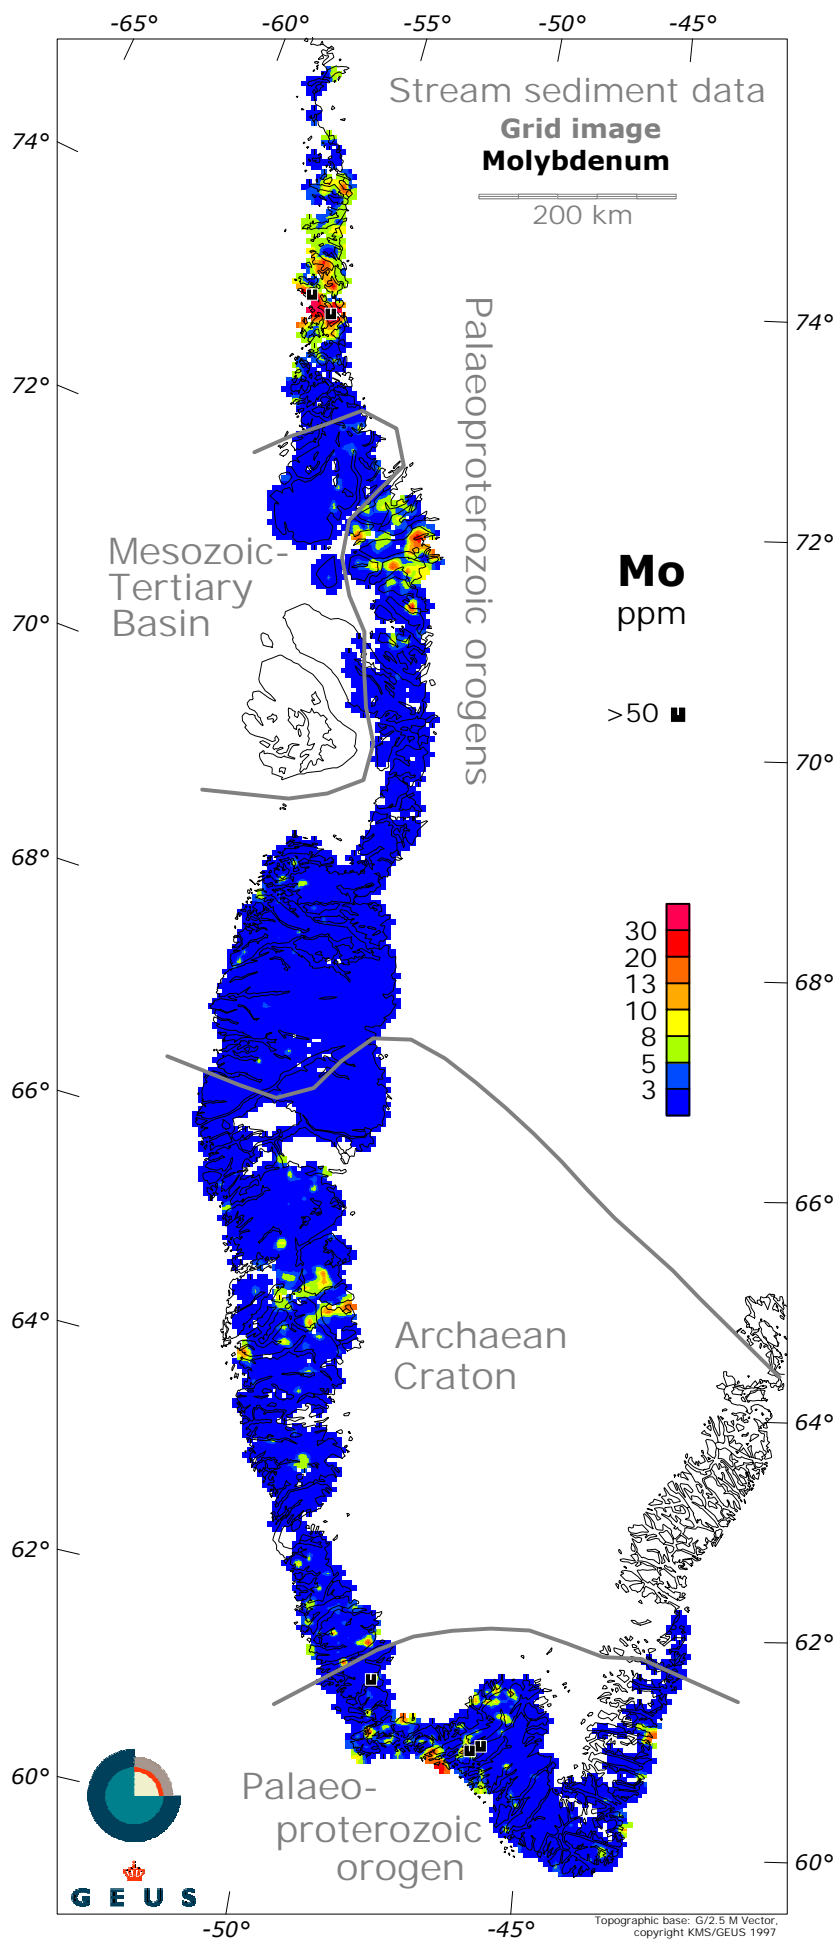 -65° -60° -55° -50° -45°
Stream sediment data
Grid image
Molybdenum
200 km
74°
74°
72°
Palaeoproterozoic orogens
72°
Mesozoic-
Tertiary
Basin
Mo
ppm
70°
>50
70°
68°
30
20
13
10
8
5
3
68°
66°
66°
64°
Archaean
Craton
64°
62°
62°
60°
Palaeo-
proterozoic
orogen
60°
GEUS
-50° -45°
Topographic base: G/2.5 M Vector,
copyright KMS/GEUS 1997